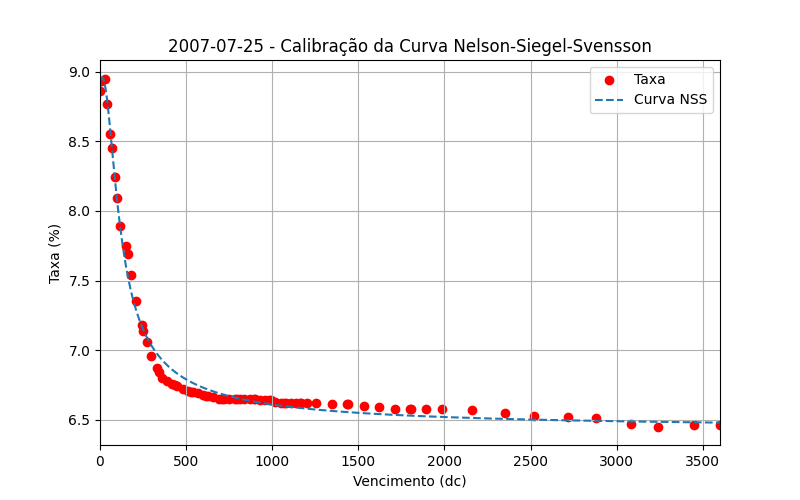 2007-07-25 - Calibração da Curva Nelson-Siegel-Svensson
Taxa
Curva NSS
9.0
8.5
8.0
7.5
7.0
6.5
Taxa (%)
0
500
1000
1500
2000
2500
3000
3500
Vencimento (dc)